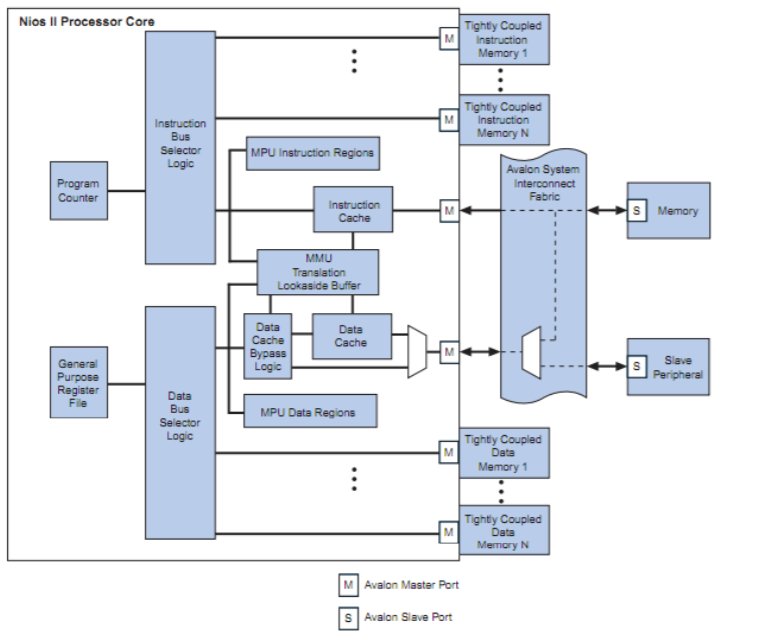 Nios II Processor Core
M
Tightly Coupled
Instruction
Memory 1
M
Tightly Coupled
Instruction
Memory N
Instruction
Bus
Selector
Logic
MPU Instruction Regions
Program
Counter
Instruction
Cache
M
Avalon System
Interconnect
Fabric
S
Memory
MMU
Translation
Lookaside Buffer
Data
Cache
Bypass
Logic
Data
Cache
M
S
Slave
Peripheral
General
Purpose
Register
File
Data
Bus
Selector
Logic
MPU Data Regions
M
Tightly Coupled
Data
Memory 1
M
Tightly Coupled
Data
Memory N
M
Avalon Master Port
S
Avalon Slave Port